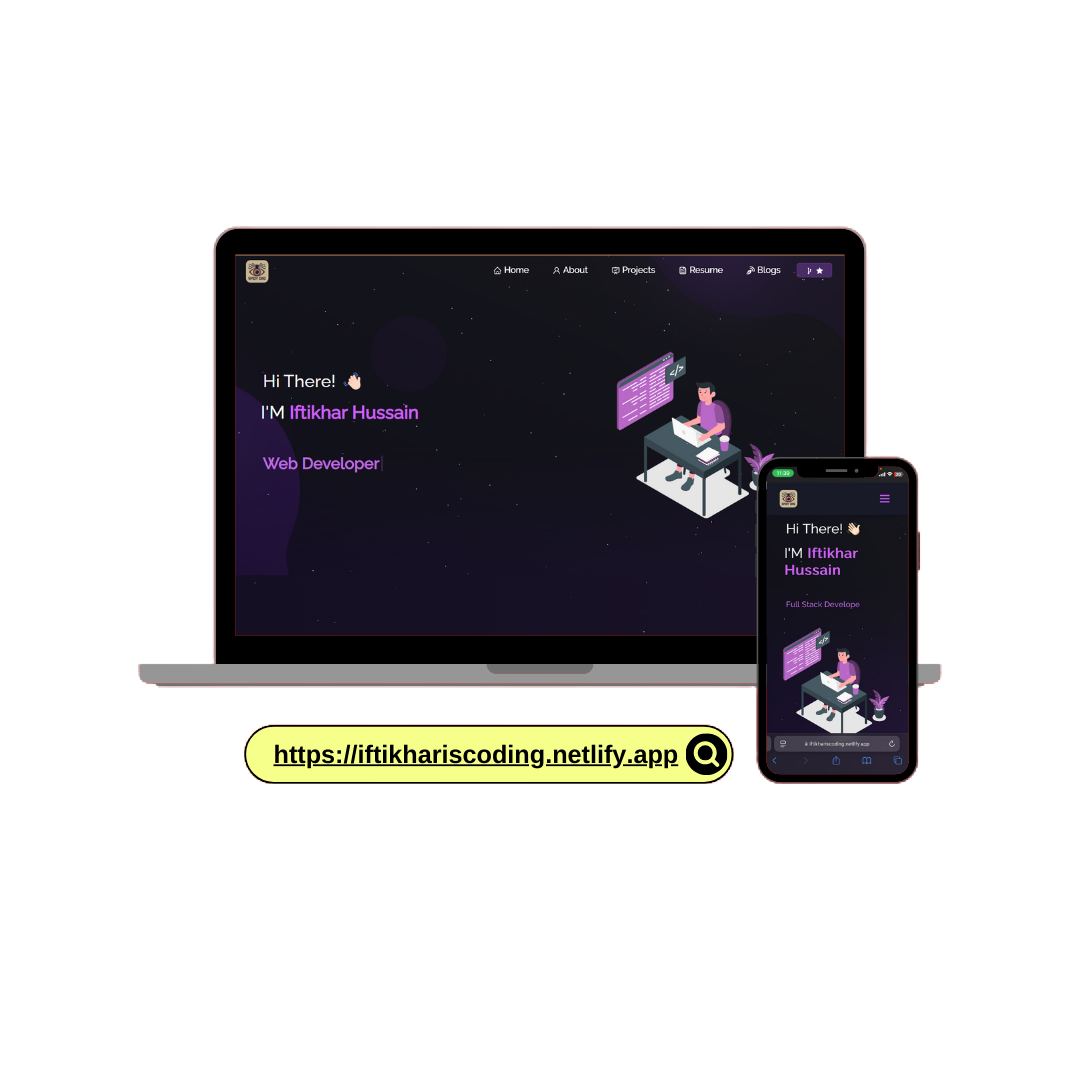 Home About Projects Resume Blogs
Hi There! 👋🏻
I'M Iftikhar Hussain
Web Developer
</>
11:39
Hi There! 👋🏻
I'M Iftikhar
Hussain
Full Stack Develope
</>
iftikhariscoding.netlify.app
https://iftikhariscoding.netlify.app